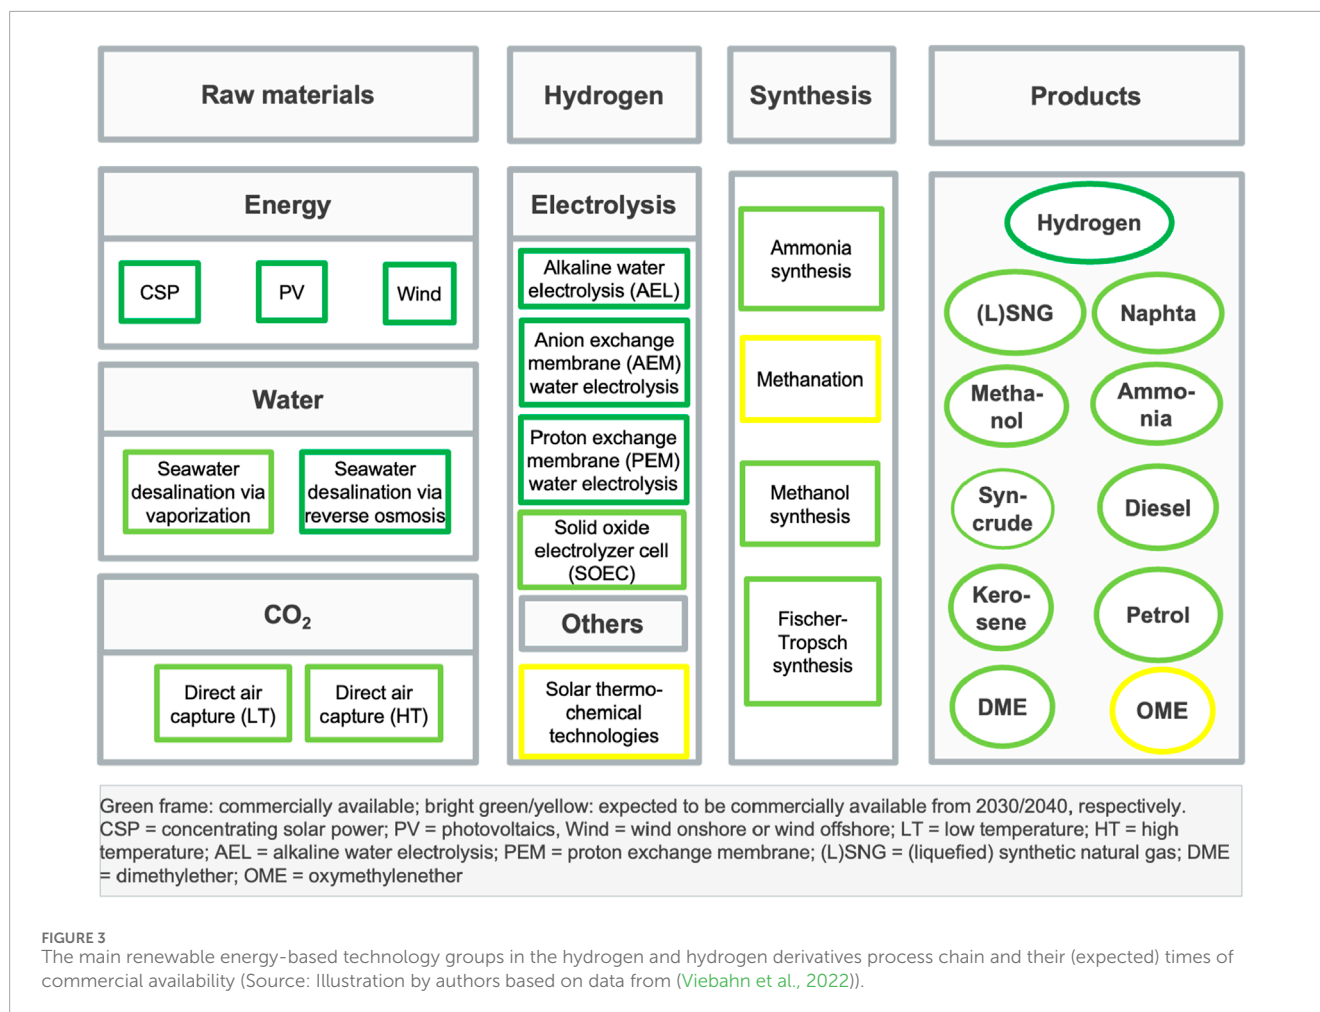 Raw materials
Hydrogen
Synthesis
Products
Energy
CSP
PV
Wind
Water
Seawater
desalination via
vaporization
Seawater
desalination via
reverse osmosis
CO₂
Direct air
capture (LT)
Direct air
capture (HT)
Electrolysis
Alkaline water
electrolysis (AEL)
Anion exchange
membrane (AEM)
water electrolysis
Proton exchange
membrane (PEM)
water electrolysis
Solid oxide
electrolyzer cell
(SOEC)
Others
Solar thermo-
chemical
technologies
Ammonia
synthesis
Methanation
Methanol
synthesis
Fischer-
Tropsch
synthesis
Hydrogen
(L)SNG
Naphta
Metha-
nol
Ammo-
nia
Syn-
crude
Diesel
Kero-
sene
Petrol
DME
OME
Green frame: commercially available; bright green/yellow: expected to be commercially available from 2030/2040, respectively.
CSP = concentrating solar power; PV = photovoltaics, Wind = wind onshore or wind offshore; LT = low temperature; HT = high
temperature; AEL = alkaline water electrolysis; PEM = proton exchange membrane; (L)SNG = (liquefied) synthetic natural gas; DME
= dimethylether; OME = oxymethylenether
FIGURE 3
The main renewable energy-based technology groups in the hydrogen and hydrogen derivatives process chain and their (expected) times of
commercial availability (Source: Illustration by authors based on data from (Viebahn et al., 2022)).